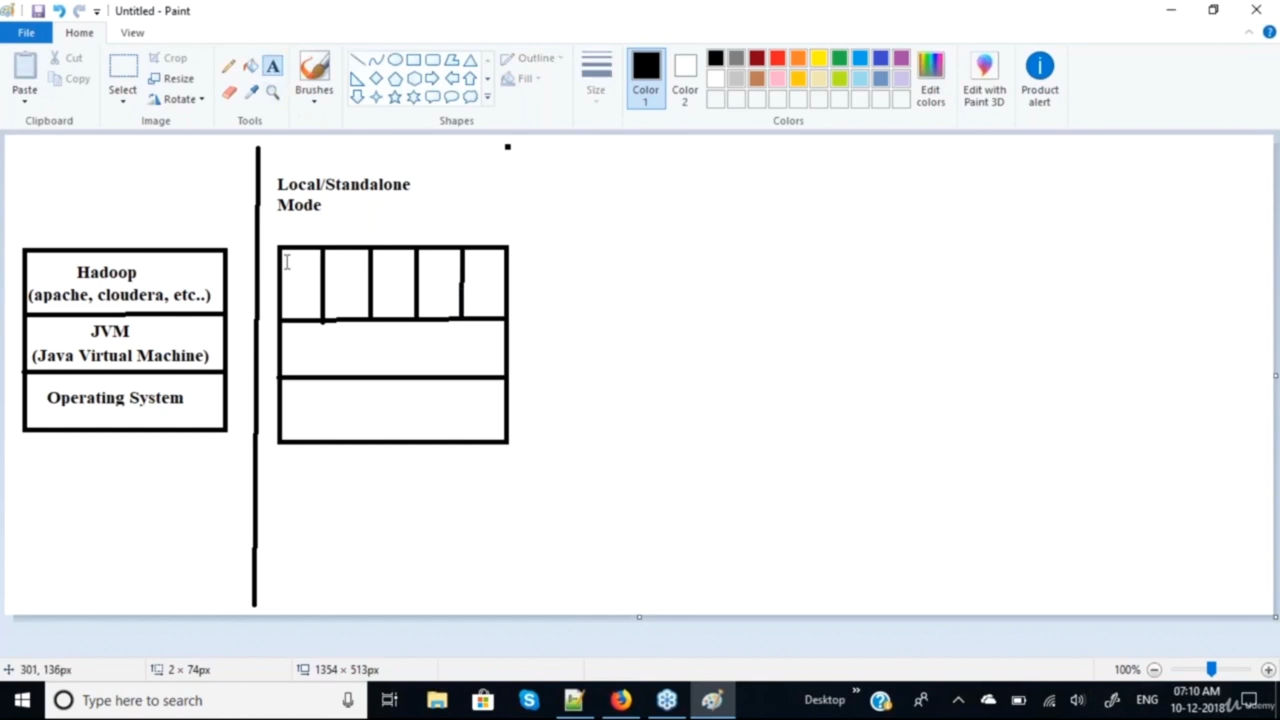 Untitled - Paint
File
Home
View
Paste
Cut
Copy
Clipboard
Select
Crop
Resize
Rotate
Image
A
Tools
Brushes
Shapes
Outline
Fill
Size
Color 1
Color 2
Edit colors
Colors
Edit with Paint 3D
Product alert
Local/Standalone
Mode
Hadoop
(apache, cloudera, etc..)
JVM
(Java Virtual Machine)
Operating System
301, 136px
2 × 74px
1354 × 513px
100%
Type here to search
Desktop
ENG
07:10 AM
10-12-2018
Udemy